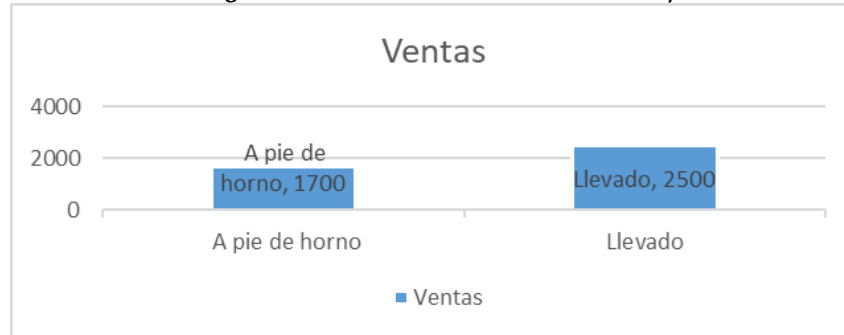 Ventas
4000
2000
0
A pie de
horno, 1700
Llevado, 2500
A pie de horno
Llevado
Ventas